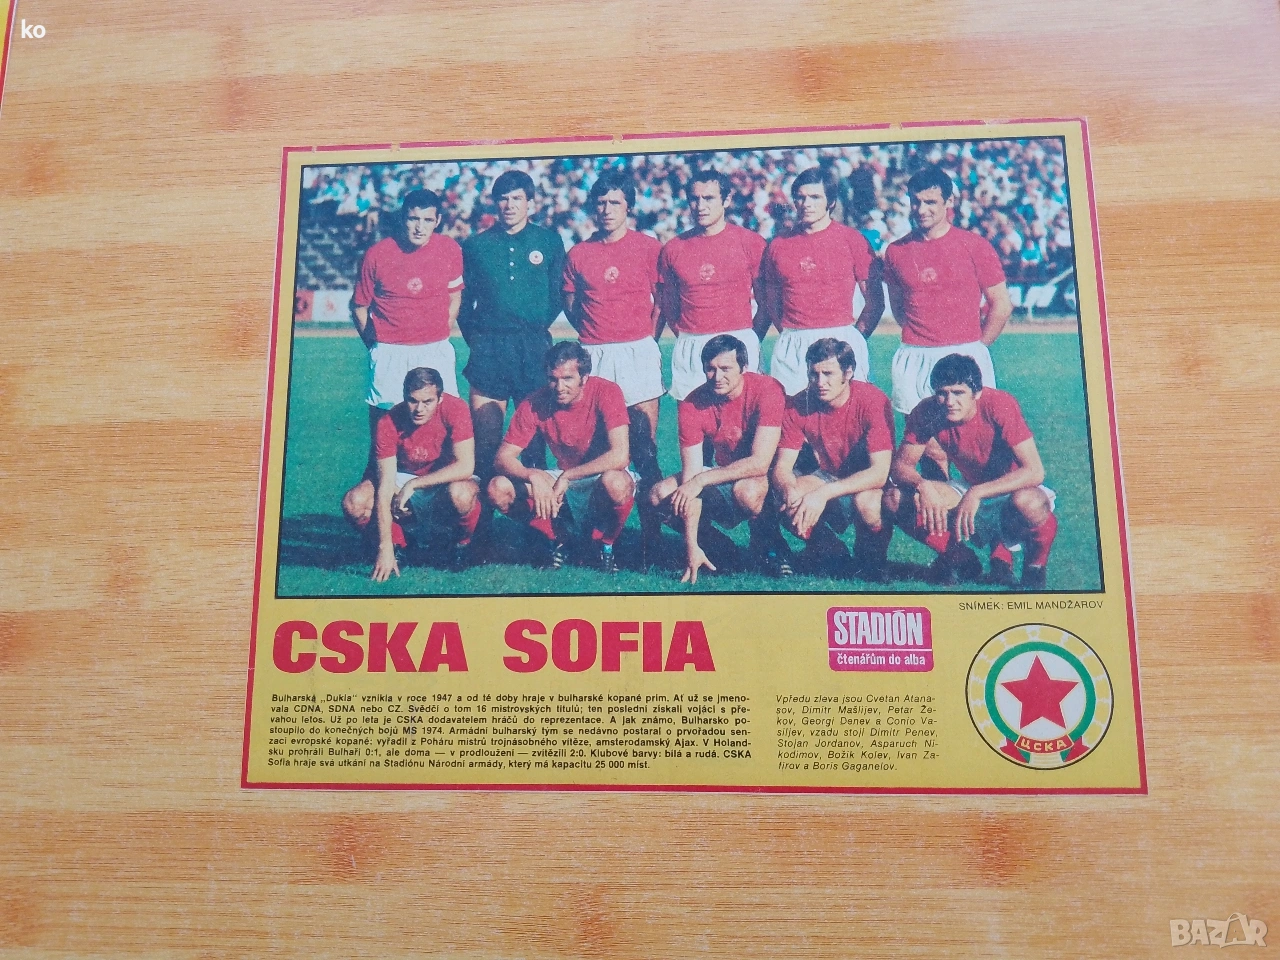 ko
SNÍMEK: EMIL MANDŽAROV
CSKA SOFIA
STADIÓN
čtenářům do alba
Bulharská „Dukla" vznikla v roce 1947 a od té doby hraje v bulharské kopané prim. Ať už se jmeno-
vala CDNA, SDNA nebo CZ. Svědčí o tom 16 mistrovských titulů; ten poslední získali vojáci s pře-
vahou letos. Už po leta je CSKA dodavatelem hráčů do reprezentace. A jak známo, Bulharsko po-
stoupilo do konečných bojů MS 1974. Armádní bulharský tým se nedávno postaral o prvořadou sen-
zaci evropské kopané: vyřadil z Poháru mistrů trojnásobného vítěze, amsterodamský Ajax. V Holand-
sku prohráli Bulhaři 0:1, ale doma — v prodloužení — zvítězili 2:0. Klubové barvy: bílá a rudá. CSKA
Sofia hraje svá utkání na Stadiónu Národní armády, který má kapacitu 25 000 míst.
Vpředu zleva jsou Cvetan Atana-
sov, Dimitr Mašlijev, Petar Že-
kov, Georgi Denev a Conio Va-
siljev, vzadu stojí Dimitr Penev,
Stojan Jordanov, Asparuch Ni-
kodimov, Božik Kolev, Ivan Za-
firov a Boris Gaganelov.
ЦСКА
BAZAR